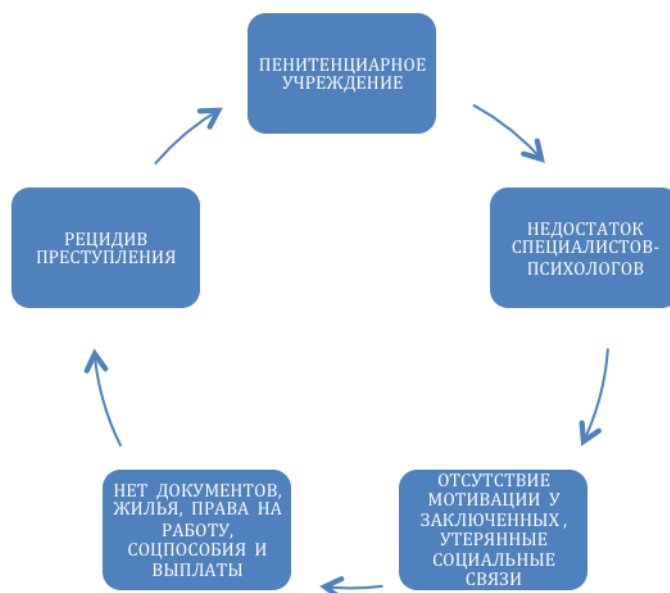 ПЕНИТЕНЦИАРНОЕ
УЧРЕЖДЕНИЕ
НЕДОСТАТОК
СПЕЦИАЛИСТОВ-
ПСИХОЛОГОВ
ОТСУТСТВИЕ
МОТИВАЦИИ У
ЗАКЛЮЧЕННЫХ ,
УТЕРЯННЫЕ
СОЦИАЛЬНЫЕ
СВЯЗИ
НЕТ ДОКУМЕНТОВ,
ЖИЛЬЯ, ПРАВА НА
РАБОТУ,
СОЦПОСОБИЯ И
ВЫПЛАТЫ
РЕЦИДИВ
ПРЕСТУПЛЕНИЯ